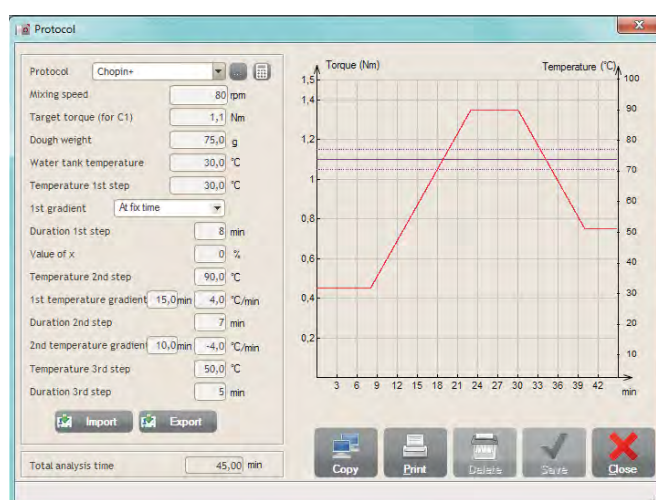 Protocol
Protocol Chopin+ ...
Mixing speed 80 rpm
Target torque (for C1) 1,1 Nm
Dough weight 75,0 g
Water tank temperature 30,0 °C
Temperature 1st step 30,0 °C
1st gradient At fix time
Duration 1st step 8 min
Value of x 0 %
Temperature 2nd step 90,0 °C
1st temperature gradient 15,0 min 4,0 °C/min
Duration 2nd step 7 min
2nd temperature gradien 10,0 min -4,0 °C/min
Temperature 3rd step 50,0 °C
Duration 3rd step 5 min
Import Export
Total analysis time 45,00 min
Torque (Nm) Temperature (°C)
1,5 100
1,4
90
1,2 80
70
1
60
0,8 50
40
0,6
0,4 30
20
0,2
10
3 6 9 12 15 18 21 24 27 30 33 36 39 42 min
Copy Print Delete Save Close